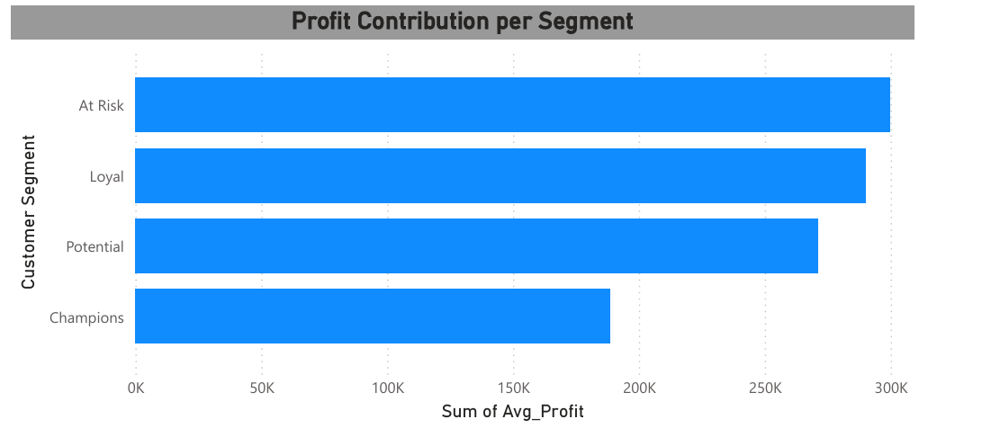 Profit Contribution per Segment
Customer Segment
At Risk
Loyal
Potential
Champions
0K 50K 100K 150K 200K 250K 300K
Sum of Avg_Profit